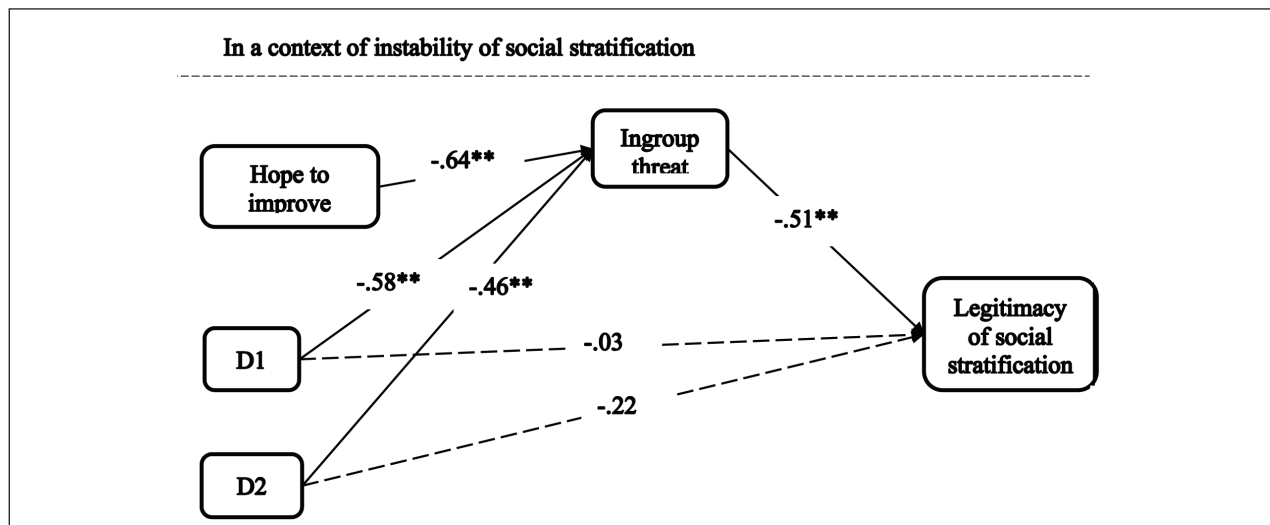 In a context of instability of social stratification
Ingroup
threat
Hope to
improve
-.64**
-.51**
-.58**
-.46**
Legitimacy
of social
stratification
D1
-.03
-.22
D2